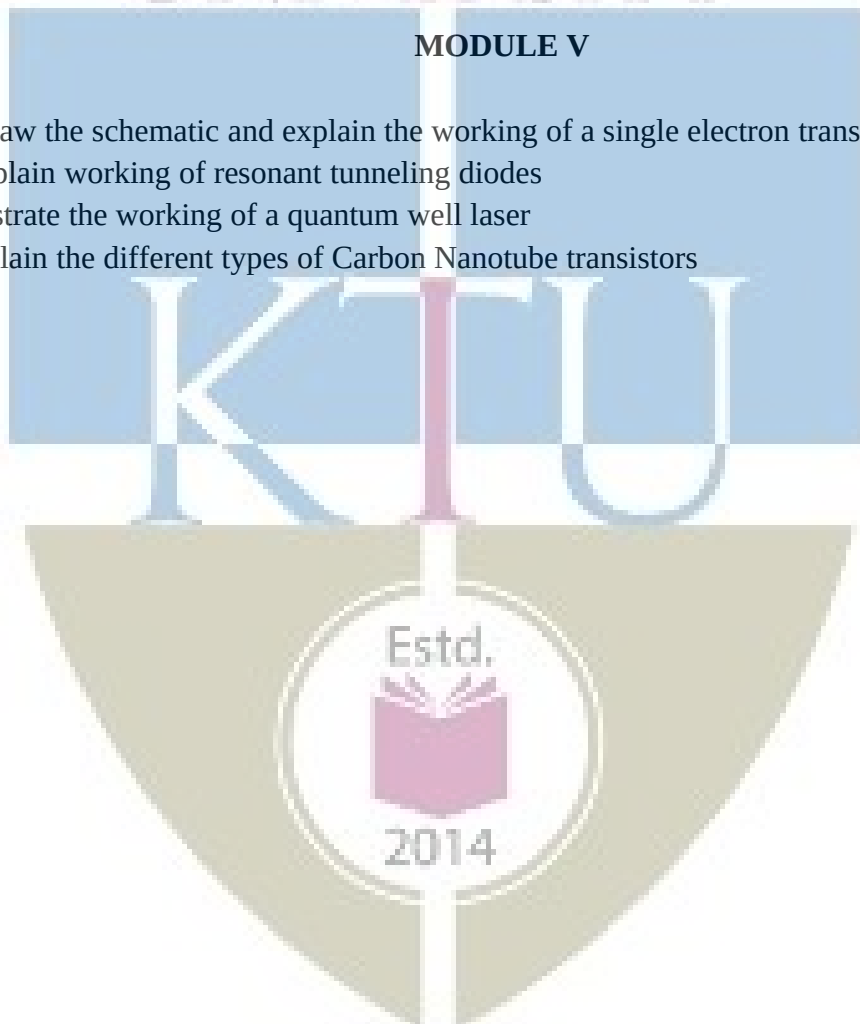 MODULE V
aw the schematic and explain the working of a single electron trans
plain working of resonant tunneling diodes
strate the working of a quantum well laser
lain the different types of Carbon Nanotube transistors
KTU
Estd.
2014